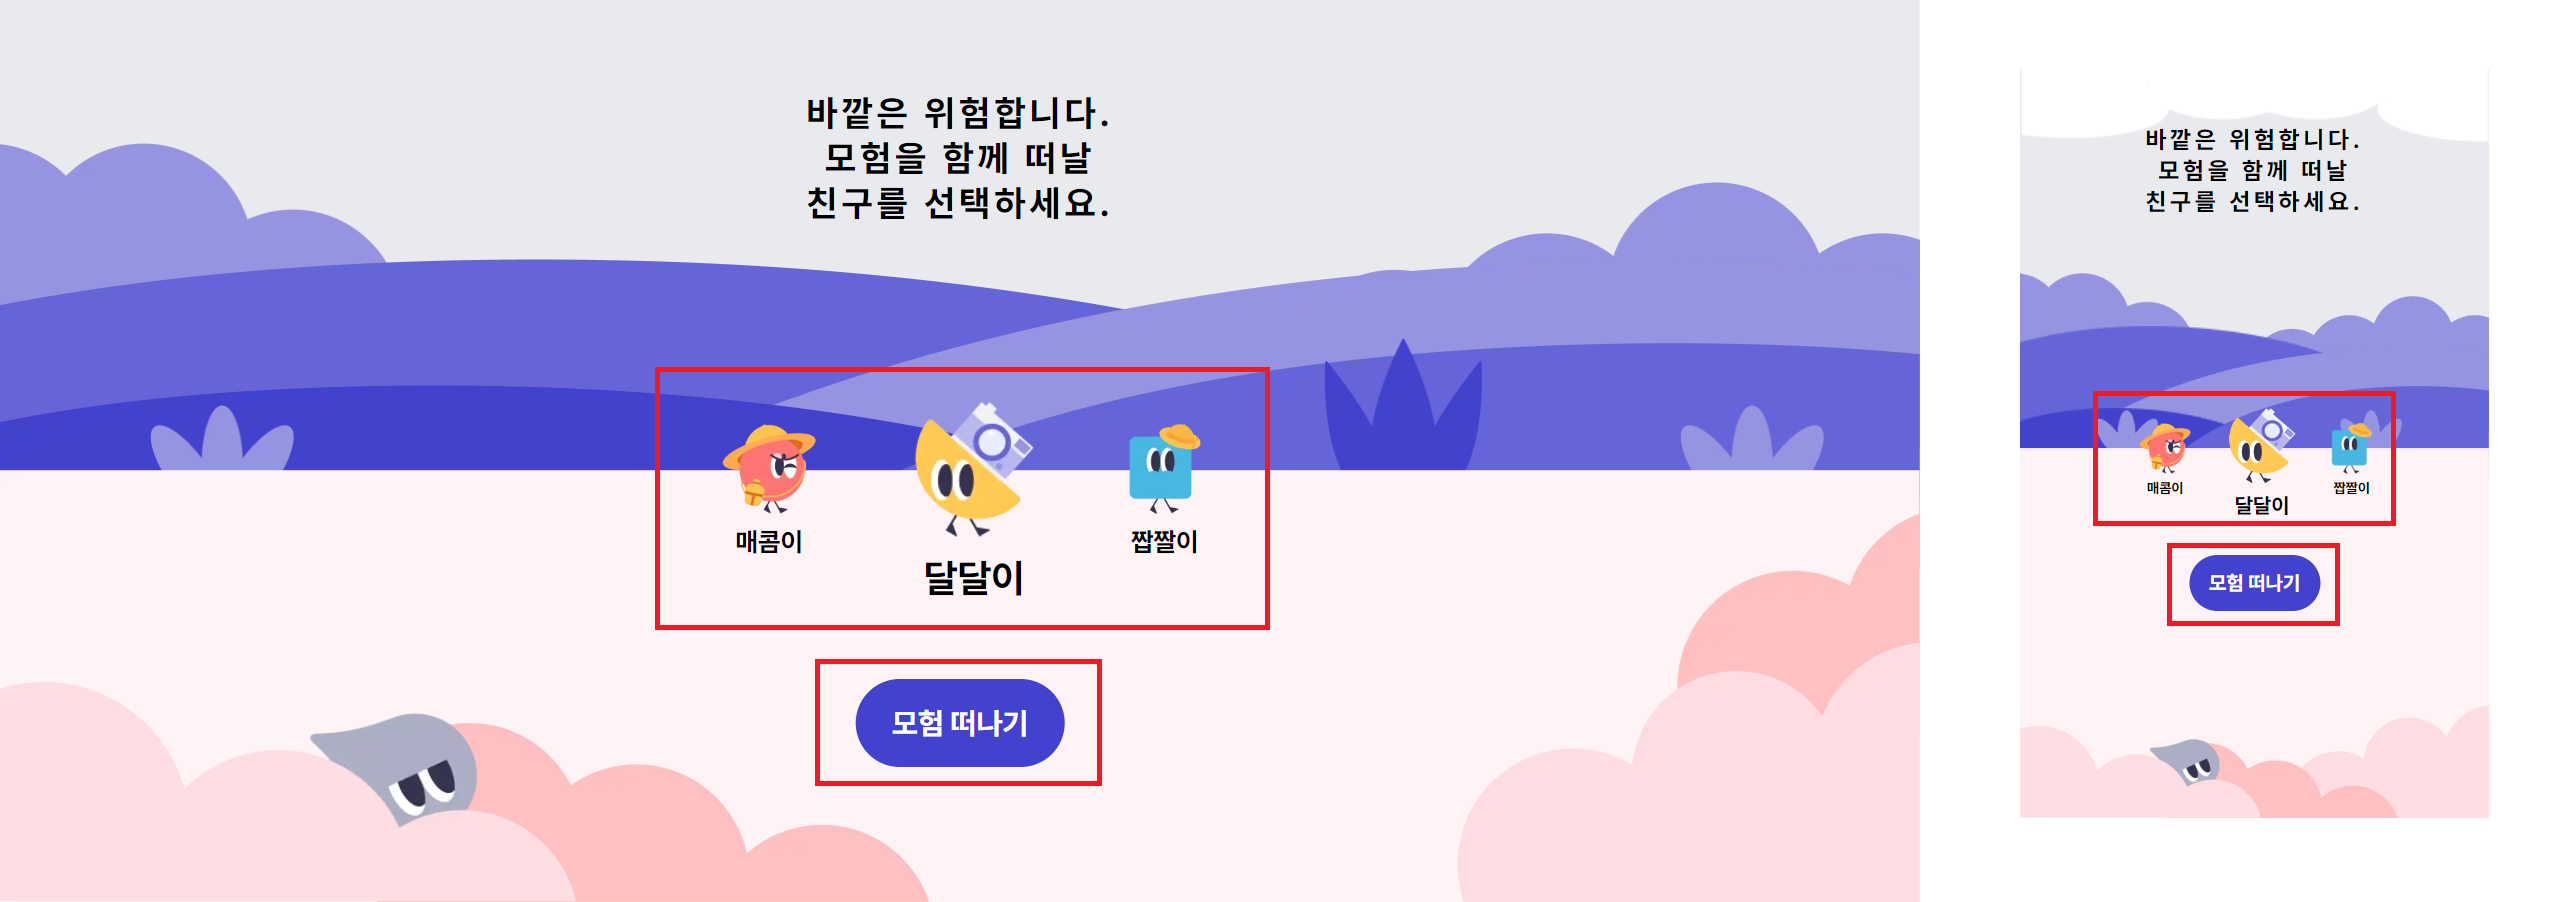 바깥은 위험합니다.
모험을 함께 떠날
친구를 선택하세요.
매콤이
달달이
짭짤이
모험 떠나기
바깥은 위험합니다.
모험을 함께 떠날
친구를 선택하세요.
매콤이
달달이
짭짤이
모험 떠나기